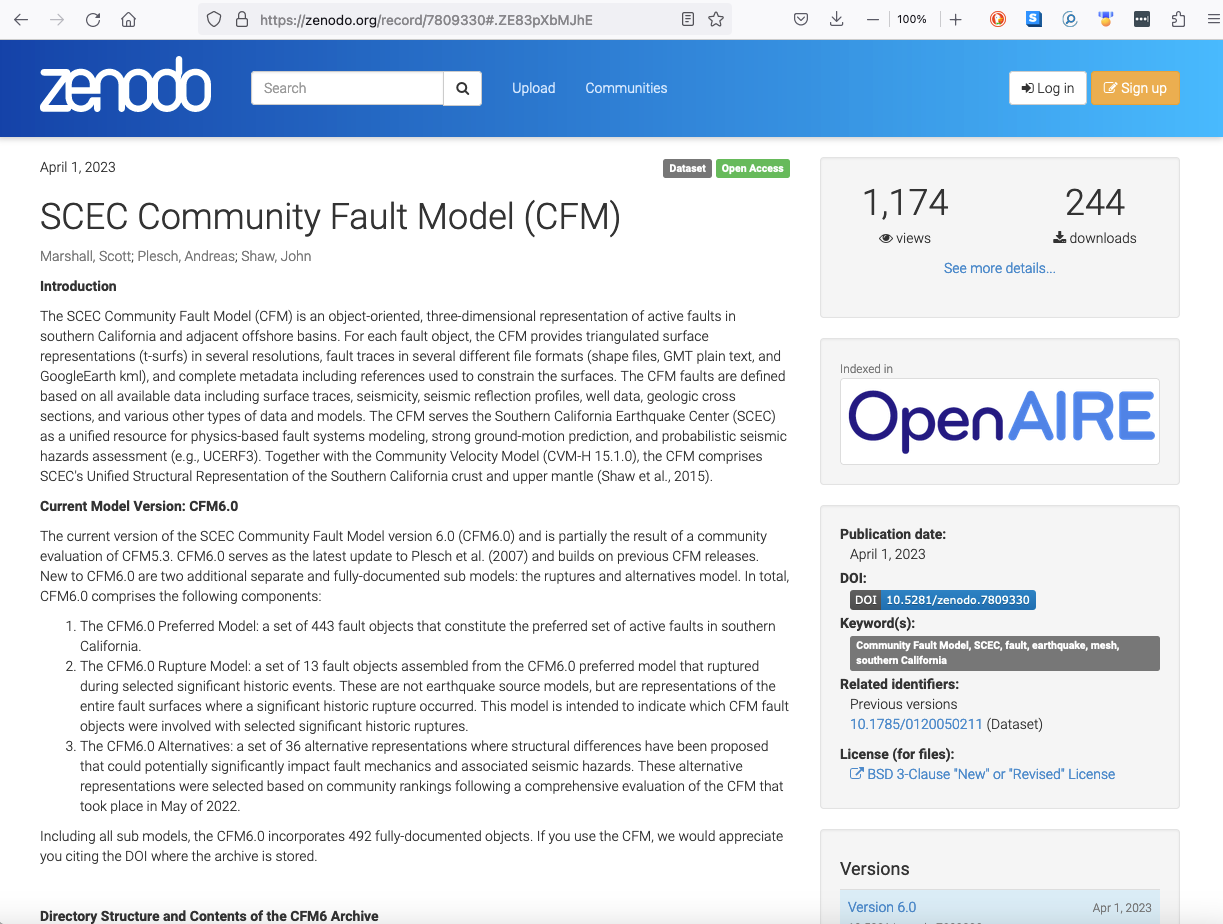 https://zenodo.org/record/7809330#.ZE83pXbMJhE
100%
zenodo
Search
Upload
Communities
Log in
Sign up
April 1, 2023
Dataset
Open Access
SCEC Community Fault Model (CFM)
Marshall, Scott; Plesch, Andreas; Shaw, John
Introduction
The SCEC Community Fault Model (CFM) is an object-oriented, three-dimensional representation of active faults in
southern California and adjacent offshore basins. For each fault object, the CFM provides triangulated surface
representations (t-surfs) in several resolutions, fault traces in several different file formats (shape files, GMT plain text, and
GoogleEarth kml), and complete metadata including references used to constrain the surfaces. The CFM faults are defined
based on all available data including surface traces, seismicity, seismic reflection profiles, well data, geologic cross
sections, and various other types of data and models. The CFM serves the Southern California Earthquake Center (SCEC)
as a unified resource for physics-based fault systems modeling, strong ground-motion prediction, and probabilistic seismic
hazards assessment (e.g., UCERF3). Together with the Community Velocity Model (CVM-H 15.1.0), the CFM comprises
SCEC's Unified Structural Representation of the Southern California crust and upper mantle (Shaw et al., 2015).
Current Model Version: CFM6.0
The current version of the SCEC Community Fault Model version 6.0 (CFM6.0) and is partially the result of a community
evaluation of CFM5.3. CFM6.0 serves as the latest update to Plesch et al. (2007) and builds on previous CFM releases.
New to CFM6.0 are two additional separate and fully-documented sub models: the ruptures and alternatives model. In total,
CFM6.0 comprises the following components:
1. The CFM6.0 Preferred Model: a set of 443 fault objects that constitute the preferred set of active faults in southern
California.
2. The CFM6.0 Rupture Model: a set of 13 fault objects assembled from the CFM6.0 preferred model that ruptured
during selected significant historic events. These are not earthquake source models, but are representations of the
entire fault surfaces where a significant historic rupture occurred. This model is intended to indicate which CFM fault
objects were involved with selected significant historic ruptures.
3. The CFM6.0 Alternatives: a set of 36 alternative representations where structural differences have been proposed
that could potentially significantly impact fault mechanics and associated seismic hazards. These alternative
representations were selected based on community rankings following a comprehensive evaluation of the CFM that
took place in May of 2022.
Including all sub models, the CFM6.0 incorporates 492 fully-documented objects. If you use the CFM, we would appreciate
you citing the DOI where the archive is stored.
Directory Structure and Contents of the CFM6 Archive
1,174
views
244
downloads
See more details...
Indexed in
OpenAIRE
Publication date:
April 1, 2023
DOI:
DOI 10.5281/zenodo.7809330
Keyword(s):
Community Fault Model, SCEC, fault, earthquake, mesh,
southern California
Related identifiers:
Previous versions
10.1785/0120050211 (Dataset)
License (for files):
BSD 3-Clause "New" or "Revised" License
Versions
Version 6.0
Apr 1, 2023